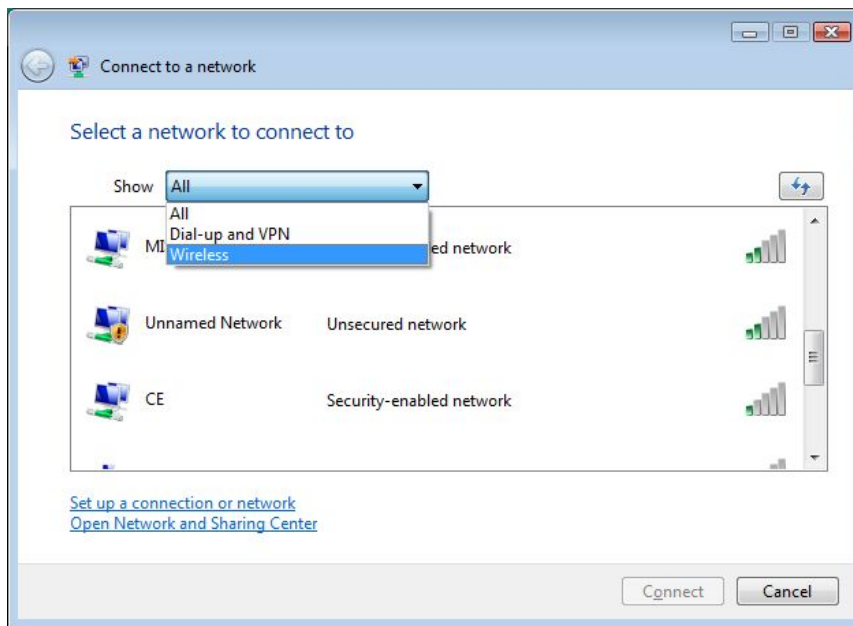 Connect to a network
Select a network to connect to
Show All
All
Dial-up and VPN
Wireless
MI ed network
Unnamed Network Unsecured network
CE Security-enabled network
Set up a connection or network
Open Network and Sharing Center
Connect Cancel